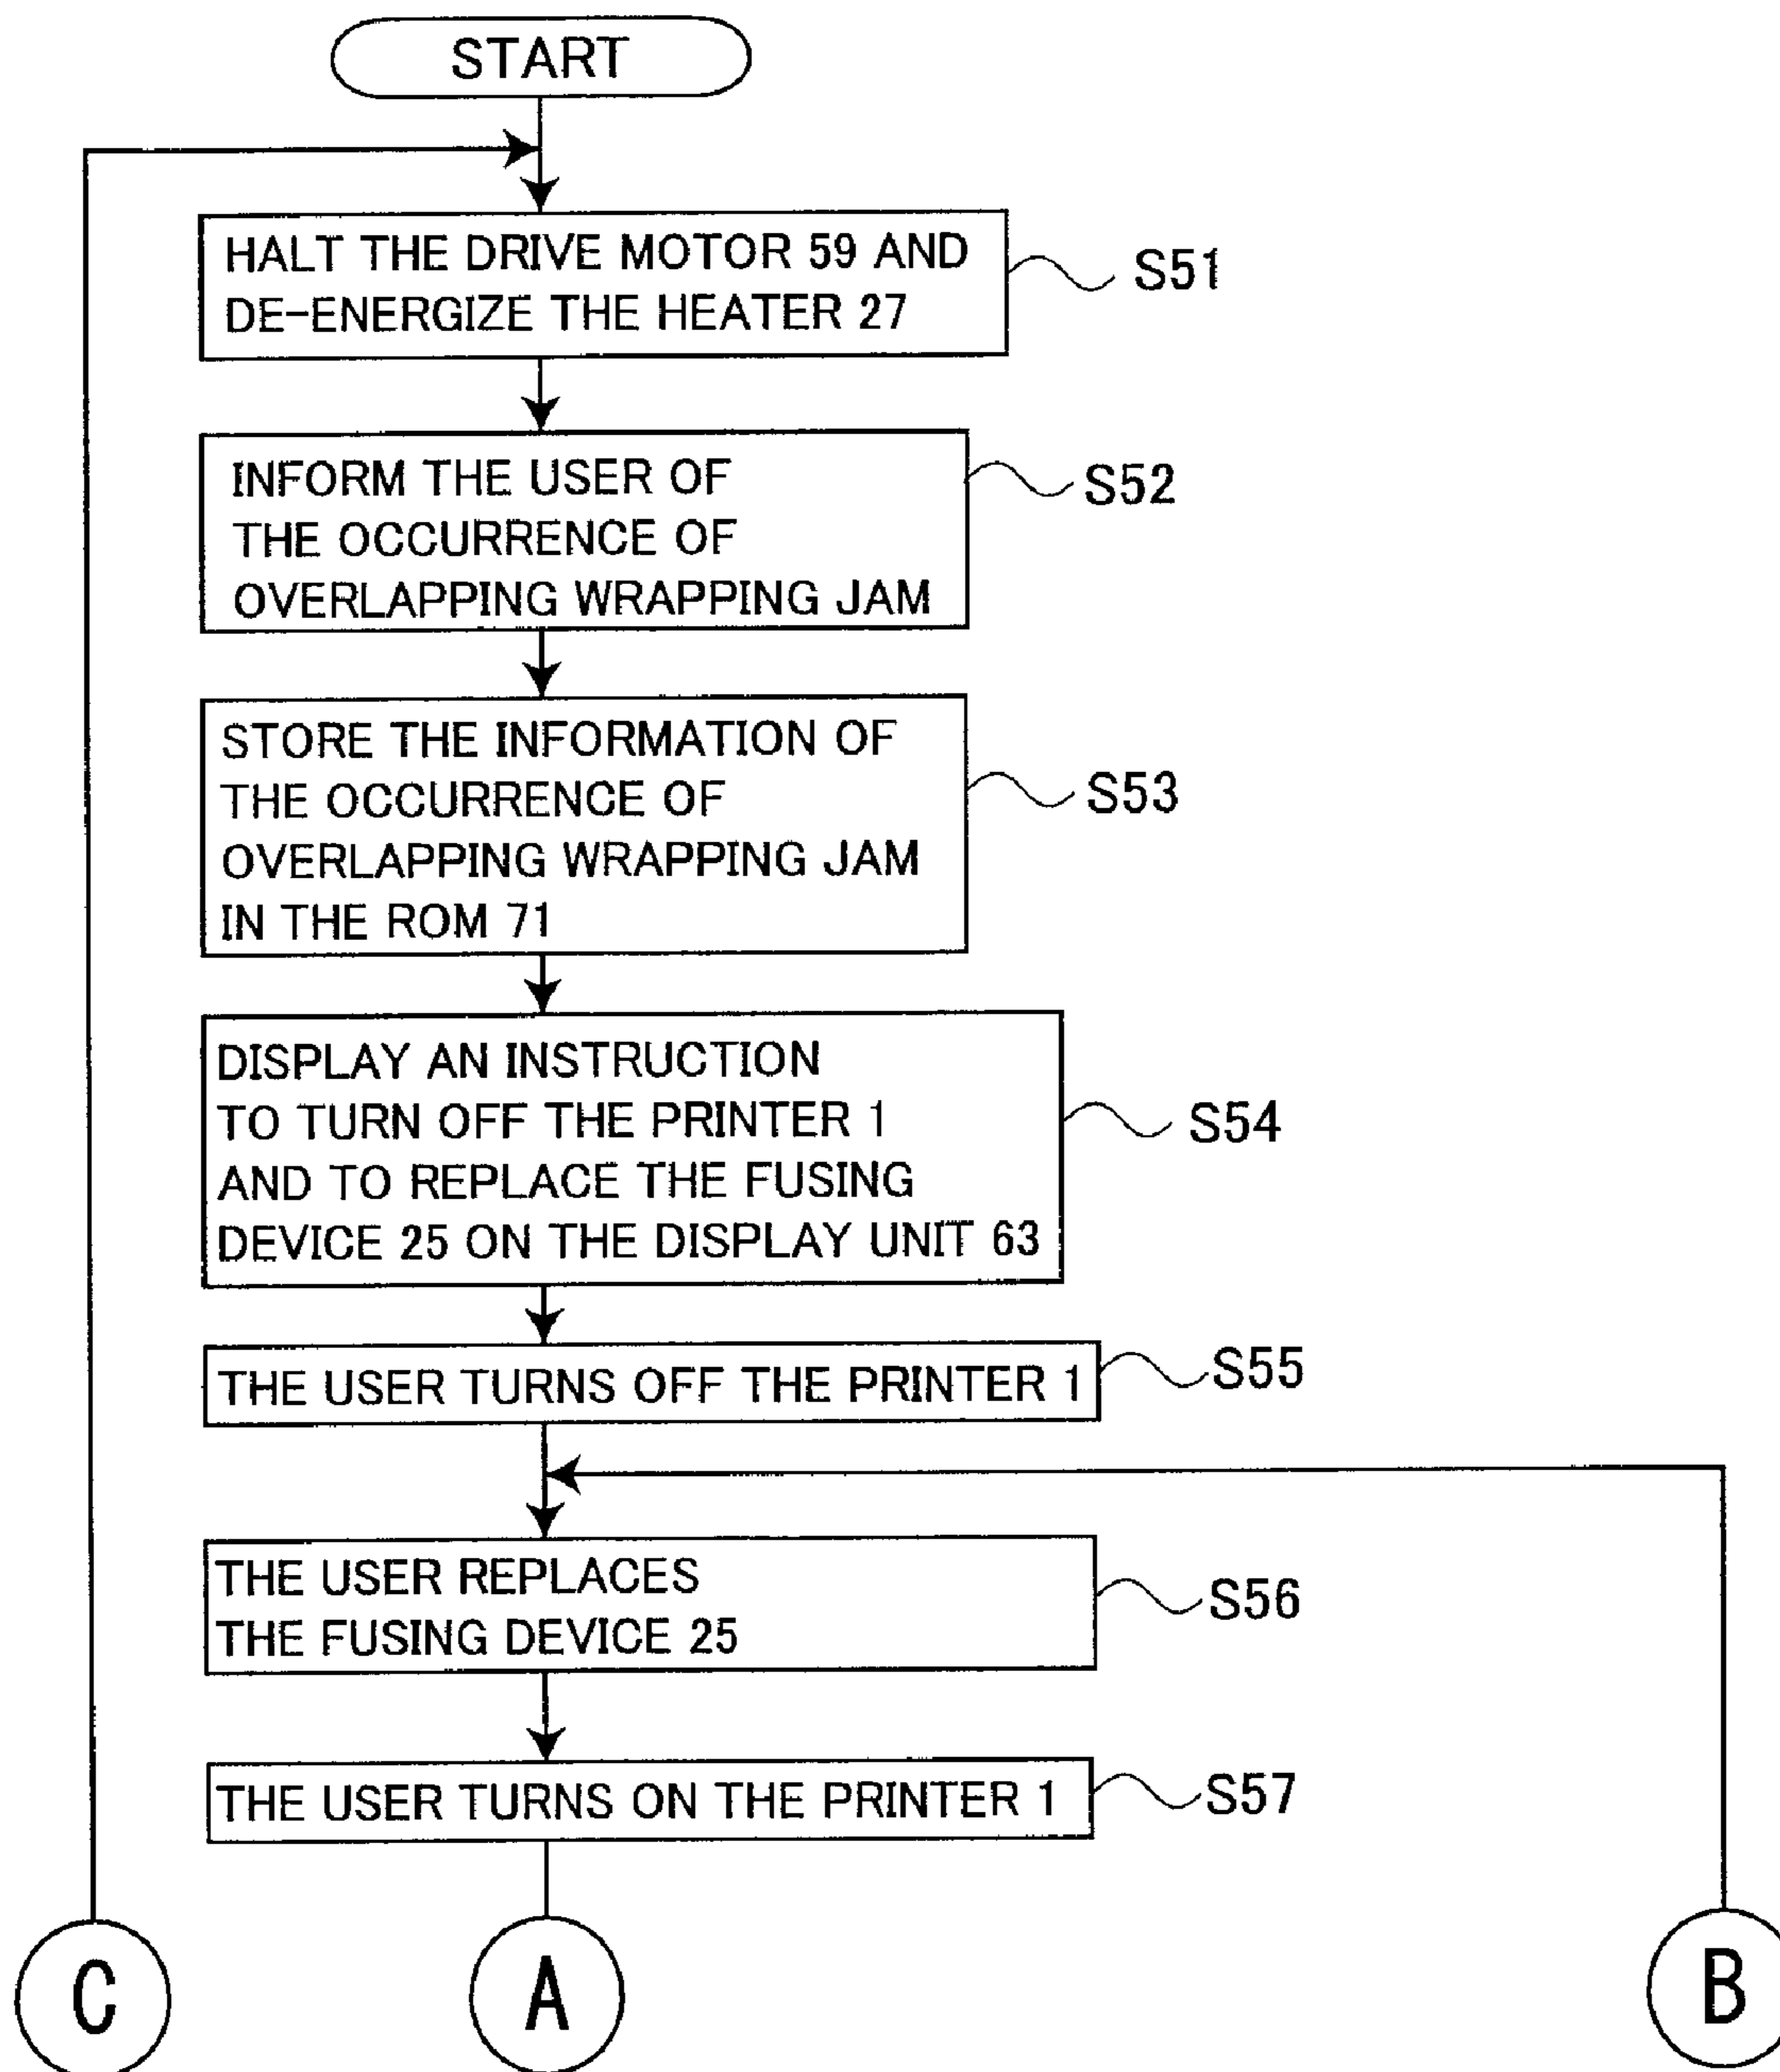 START
HALT THE DRIVE MOTOR 59 AND
DE-ENERGIZE THE HEATER 27
S51
INFORM THE USER OF
THE OCCURRENCE OF
OVERLAPPING WRAPPING JAM
S52
STORE THE INFORMATION OF
THE OCCURRENCE OF
OVERLAPPING WRAPPING JAM
IN THE ROM 71
S53
DISPLAY AN INSTRUCTION
TO TURN OFF THE PRINTER 1
AND TO REPLACE THE FUSING
DEVICE 25 ON THE DISPLAY UNIT 63
S54
THE USER TURNS OFF THE PRINTER 1
S55
THE USER REPLACES
THE FUSING DEVICE 25
S56
THE USER TURNS ON THE PRINTER 1
S57
C
A
B